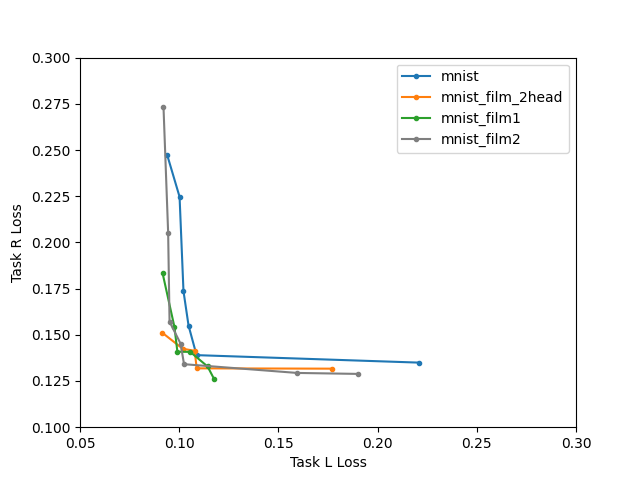 0.300
0.275
0.250
0.225
0.200
0.175
0.150
0.125
0.100
Task R Loss
mnist
mnist_film_2head
mnist_film1
mnist_film2
0.05 0.10 0.15 0.20 0.25 0.30
Task L Loss